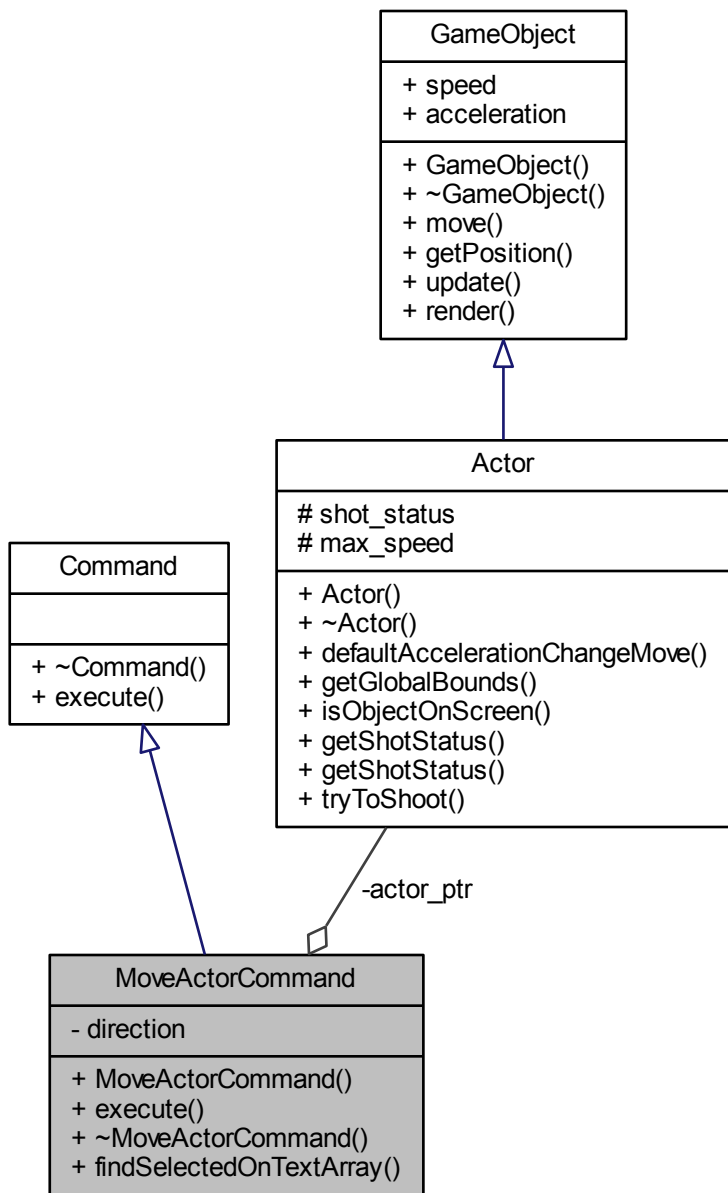 GameObject
+ speed
+ acceleration
+ GameObject()
+ ~GameObject()
+ move()
+ getPosition()
+ update()
+ render()
Actor
# shot_status
# max_speed
+ Actor()
+ ~Actor()
+ defaultAccelerationChangeMove()
+ getGlobalBounds()
+ isObjectOnScreen()
+ getShotStatus()
+ getShotStatus()
+ tryToShoot()
Command
+ ~Command()
+ execute()
-actor_ptr
MoveActorCommand
- direction
+ MoveActorCommand()
+ execute()
+ ~MoveActorCommand()
+ findSelectedOnTextArray()